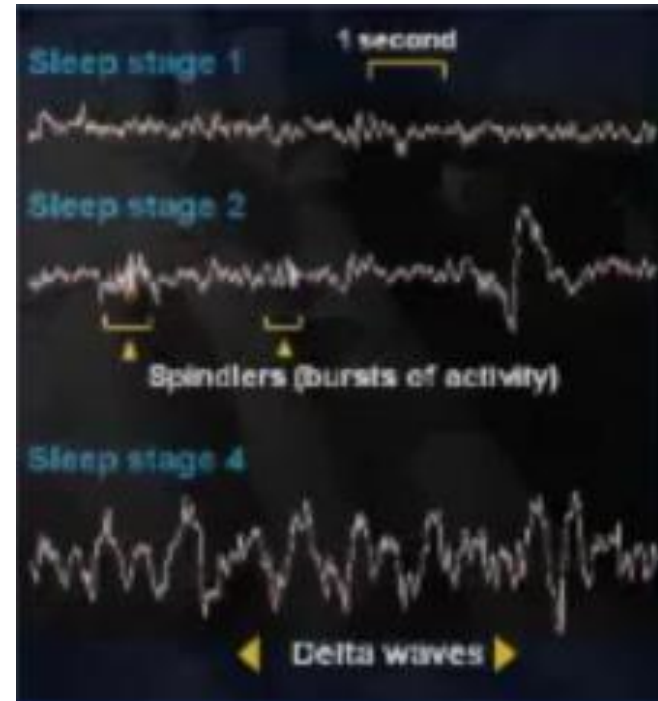 1 second
Sleep stage 1
Sleep stage 2
Spindlers (bursts of activity)
Sleep stage 4
Delta waves